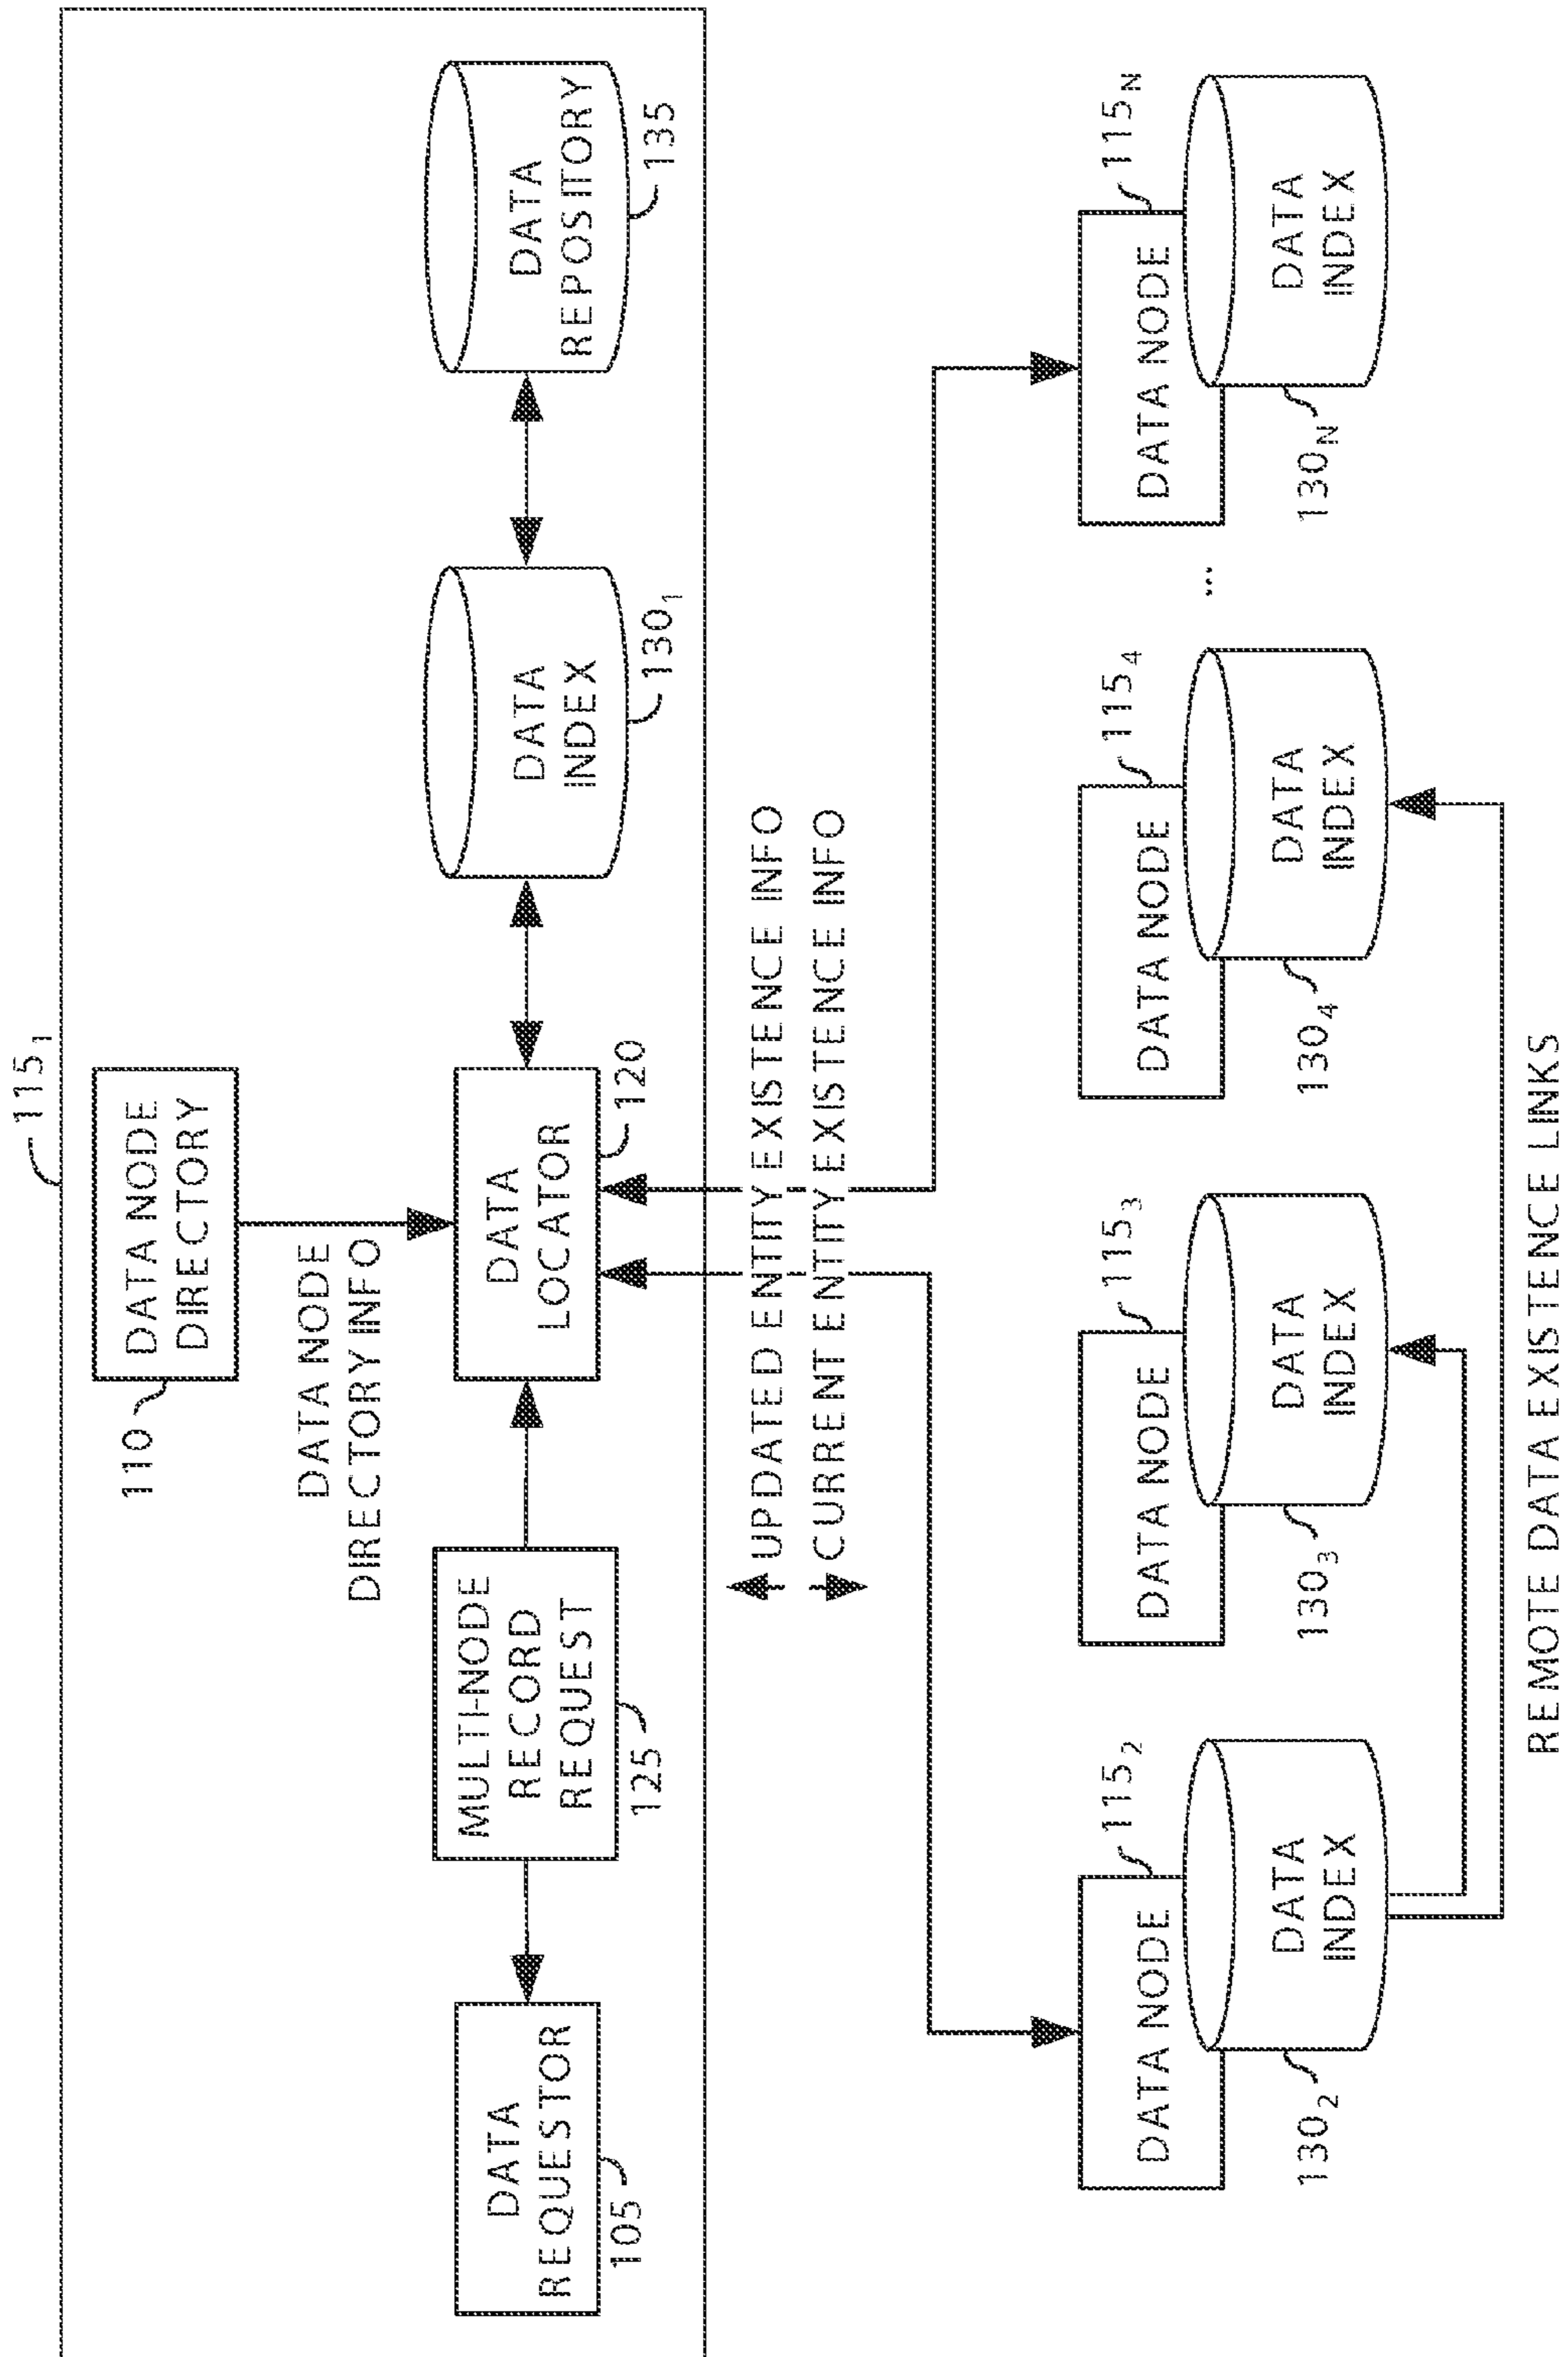 115₁
110
DATA NODE
DIRECTORY
DATA NODE
DIRECTORY INFO
DATA
REQUESTOR
105
MULTI-NODE
RECORD
REQUEST
125
DATA
LOCATOR
120
DATA
INDEX
130₁
DATA
REPOSITORY
135
UPDATED ENTITY EXISTENCE INFO
CURRENT ENTITY EXISTENCE INFO
DATA NODE
115₂
DATA
INDEX
130₂
DATA NODE
115₃
DATA
INDEX
130₃
DATA NODE
115₄
DATA
INDEX
130₄
...
DATA NODE
115N
DATA
INDEX
130N
REMOTE DATA EXISTENCE LINKS